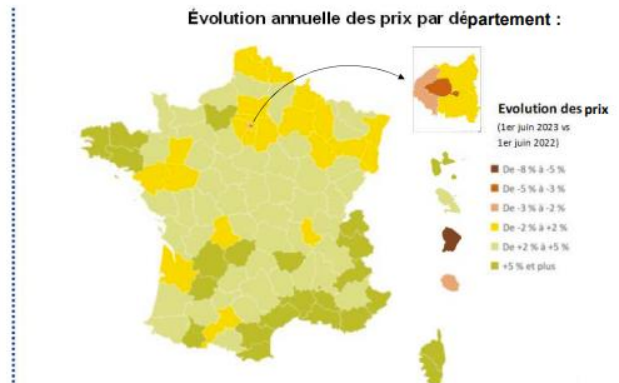 Évolution annuelle des prix par département :
Evolution des prix
(1er juin 2023 vs
1er juin 2022)
De -8 % à -5 %
De -5 % à -3 %
De -3 % à -2 %
De -2 % à +2 %
De +2 % à +5 %
+5 % et plus